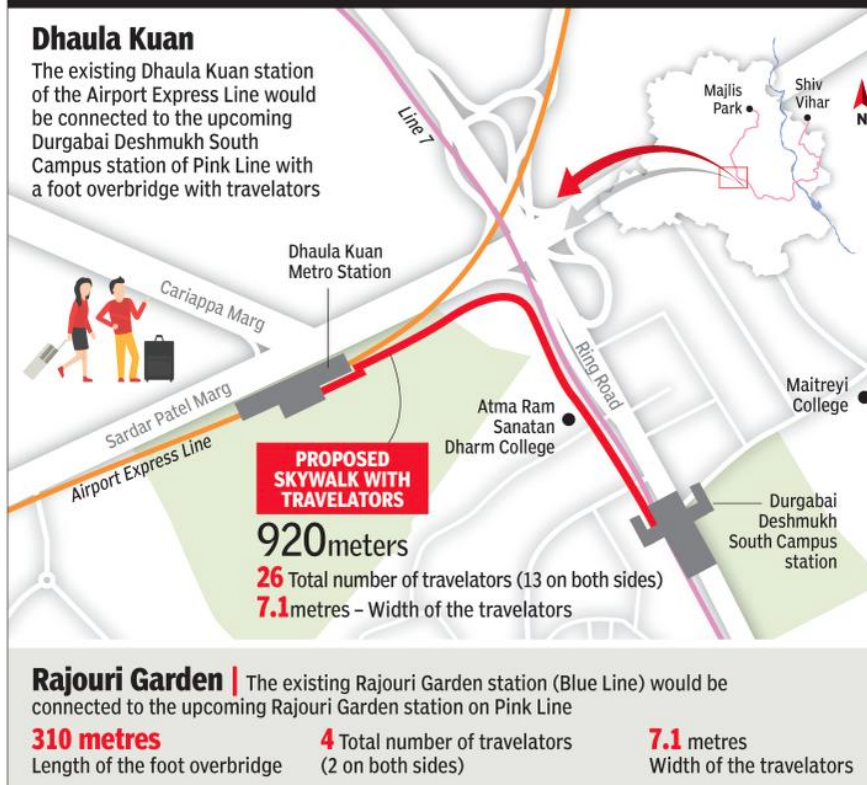 Dhaula Kuan
The existing Dhaula Kuan station
of the Airport Express Line would
be connected to the upcoming
Durgabai Deshmukh South
Campus station of Pink Line with
a foot overbridge with travelators
Line 7
Majlis
Park
Shiv
Vihar
N
Dhaula Kuan
Metro Station
Cariappa Marg
Sardar Patel Marg
Airport Express Line
Ring Road
Atma Ram
Sanatan
Dharm College
Maitreyi
College
Durgabai
Deshmukh
South Campus
station
PROPOSED
SKYWALK WITH
TRAVELATORS
920meters
26 Total number of travelators (13 on both sides)
7.1metres – Width of the travelators
Rajouri Garden | The existing Rajouri Garden station (Blue Line) would be
connected to the upcoming Rajouri Garden station on Pink Line
310 metres
Length of the foot overbridge
4 Total number of travelators
(2 on both sides)
7.1 metres
Width of the travelators